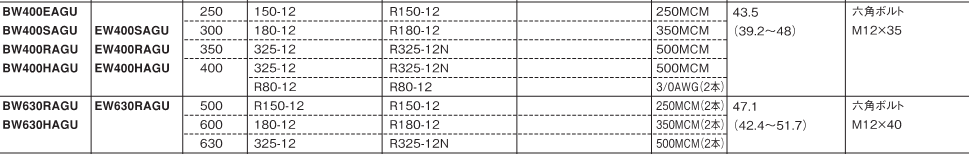 BW400EAGU 250 150-12 R150-12 250MCM 43.5 六角ボルト
BW400SAGU EW400SAGU 300 180-12 R180-12 350MCM (39.2～48) M12×35
BW400RAGU EW400RAGU 350 325-12 R325-12N 500MCM
BW400HAGU EW400HAGU 400 325-12 R325-12N 500MCM
R80-12 R80-12 3/0AWG(2本)
BW630RAGU EW630RAGU 500 R150-12 R150-12 250MCM(2本) 47.1 六角ボルト
BW630HAGU 600 180-12 R180-12 350MCM(2本) (42.4～51.7) M12×40
630 325-12 R325-12N 500MCM(2本)